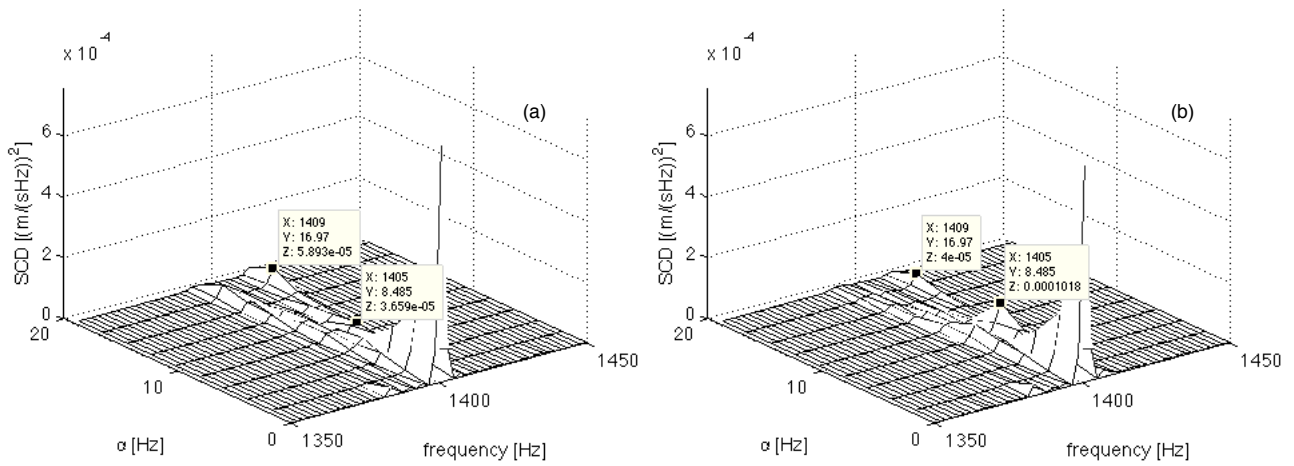 x 10⁻⁴
(a)
SCD [(m/(sHz))²]
6
4
2
0
X: 1409
Y: 16.97
Z: 5.893e-05
X: 1405
Y: 8.485
Z: 3.659e-05
20
10
0
α [Hz]
1350
1400
1450
frequency [Hz]
x 10⁻⁴
(b)
SCD [(m/(sHz))²]
6
4
2
0
X: 1409
Y: 16.97
Z: 4e-05
X: 1405
Y: 8.485
Z: 0.0001018
20
10
0
α [Hz]
1350
1400
1450
frequency [Hz]